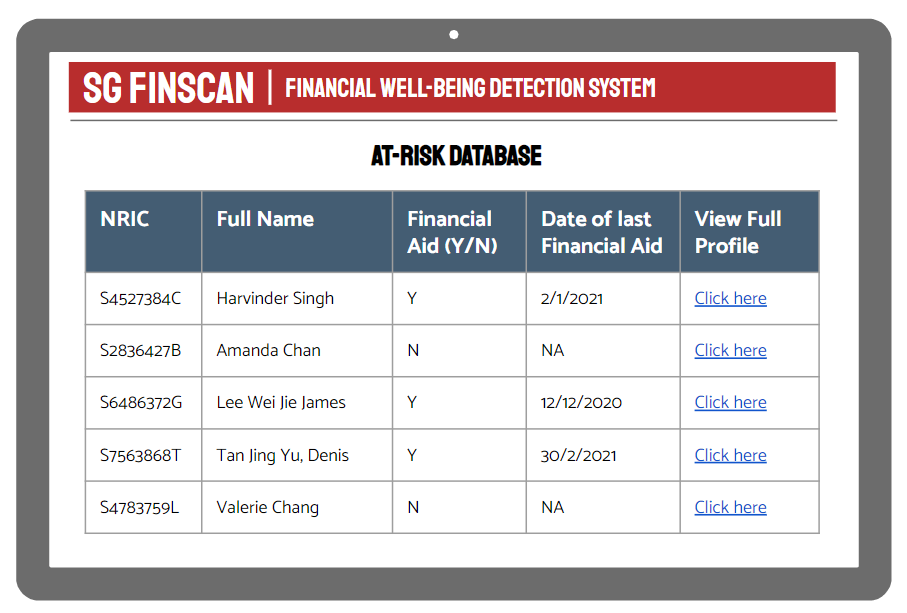 SG FINSCAN | FINANCIAL WELL-BEING DETECTION SYSTEM
AT-RISK DATABASE
NRIC Full Name Financial Aid (Y/N) Date of last Financial Aid View Full Profile
S4527384C Harvinder Singh Y 2/1/2021 Click here
S2836427B Amanda Chan N NA Click here
S6486372G Lee Wei Jie James Y 12/12/2020 Click here
S7563868T Tan Jing Yu, Denis Y 30/2/2021 Click here
S4783759L Valerie Chang N NA Click here